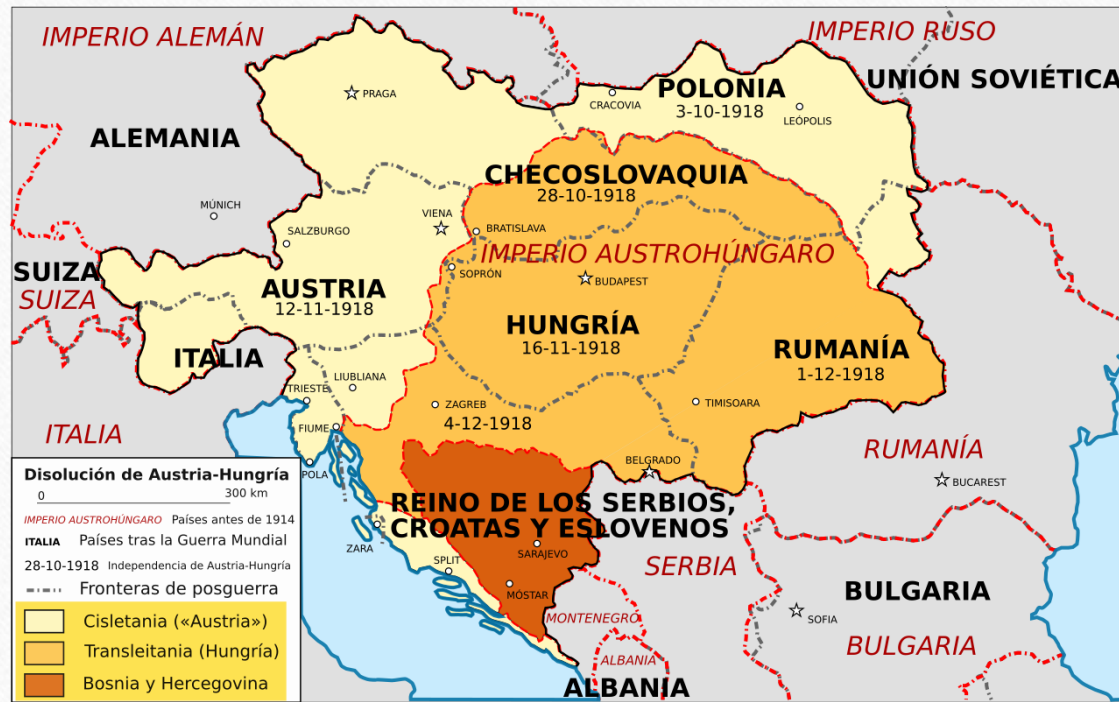 IMPERIO ALEMÁN
IMPERIO RUSO
UNIÓN SOVIÉTICA
POLONIA
3-10-1918
PRAGA
CRACOVIA
LEÓPOLIS
ALEMANIA
CHECOSLOVAQUIA
28-10-1918
MÚNICH
VIENA
SALZBURGO
BRATISLAVA
IMPERIO AUSTROHÚNGARO
SUIZA
SUIZA
SOPRÓN
BUDAPEST
AUSTRIA
12-11-1918
HUNGRÍA
16-11-1918
ITALIA
RUMANÍA
1-12-1918
LIUBLIANA
TRIESTE
ZAGREB
4-12-1918
TIMISOARA
FIUME
ITALIA
RUMANÍA
POLA
BELGRADO
BUCAREST
REINO DE LOS SERBIOS,
CROATAS Y ESLOVENOS
ZARA
SARAJEVO
SPLIT
SERBIA
MÓSTAR
BULGARIA
MONTENEGRO
SOFIA
BULGARIA
ALBANIA
ALBANIA
Disolución de Austria-Hungría
0 300 km
IMPERIO AUSTROHÚNGARO Países antes de 1914
ITALIA Países tras la Guerra Mundial
28-10-1918 Independencia de Austria-Hungría
Fronteras de posguerra
Cisletania («Austria»)
Transleitania (Hungría)
Bosnia y Hercegovina